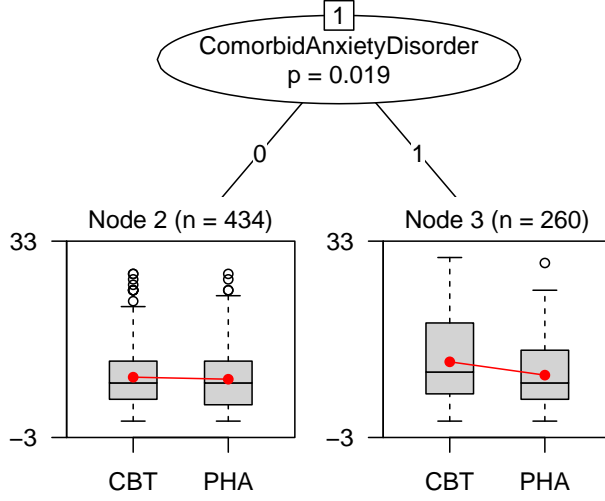 1
ComorbidAnxietyDisorder
p = 0.019
0
1
Node 2 (n = 434)
33
−3
CBT
PHA
Node 3 (n = 260)
33
−3
CBT
PHA